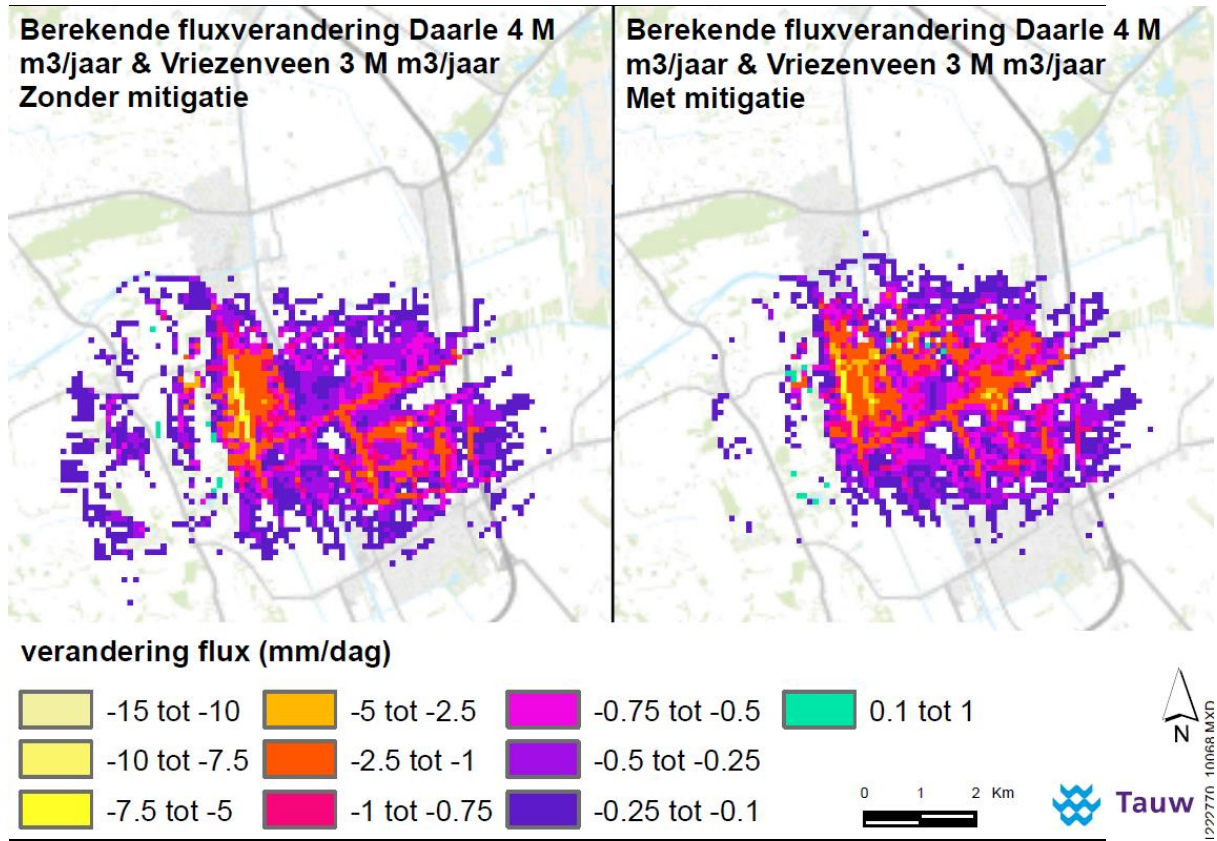 Berekende fluxverandering Daarle 4 M
m3/jaar & Vriezenveen 3 M m3/jaar
Zonder mitigatie
Berekende fluxverandering Daarle 4 M
m3/jaar & Vriezenveen 3 M m3/jaar
Met mitigatie
verandering flux (mm/dag)
-15 tot -10
-10 tot -7.5
-7.5 tot -5
-5 tot -2.5
-2.5 tot -1
-1 tot -0.75
-0.75 tot -0.5
-0.5 tot -0.25
-0.25 tot -0.1
0.1 tot 1
0 1 2 Km
N
Tauw
L222770_10068.MXD